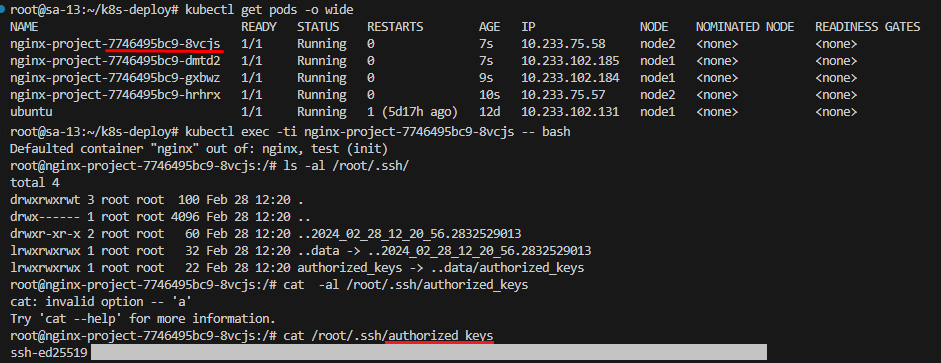 root@sa-13:~/k8s-deploy# kubectl get pods -o wide
NAME READY STATUS RESTARTS AGE IP NODE NOMINATED NODE READINESS GATES
nginx-project-7746495bc9-8vcjs 1/1 Running 0 7s 10.233.75.58 node2 <none> <none>
nginx-project-7746495bc9-dmtd2 1/1 Running 0 7s 10.233.102.185 node1 <none> <none>
nginx-project-7746495bc9-gxbwz 1/1 Running 0 9s 10.233.102.184 node1 <none> <none>
nginx-project-7746495bc9-hrhrx 1/1 Running 0 10s 10.233.75.57 node2 <none> <none>
ubuntu 1/1 Running 1 (5d17h ago) 12d 10.233.102.131 node1 <none> <none>
root@sa-13:~/k8s-deploy# kubectl exec -ti nginx-project-7746495bc9-8vcjs -- bash
Defaulted container "nginx" out of: nginx, test (init)
root@nginx-project-7746495bc9-8vcjs:/# ls -al /root/.ssh/
total 4
drwxrwxrwt 3 root root 100 Feb 28 12:20 .
drwx------ 1 root root 4096 Feb 28 12:20 ..
drwxr-xr-x 2 root root 60 Feb 28 12:20 ..2024_02_28_12_20_56.2832529013
lrwxrwxrwx 1 root root 32 Feb 28 12:20 ..data -> ..2024_02_28_12_20_56.2832529013
lrwxrwxrwx 1 root root 22 Feb 28 12:20 authorized_keys -> ..data/authorized_keys
root@nginx-project-7746495bc9-8vcjs:/# cat -al /root/.ssh/authorized_keys
cat: invalid option -- 'a'
Try 'cat --help' for more information.
root@nginx-project-7746495bc9-8vcjs:/# cat /root/.ssh/authorized_keys
ssh-ed25519